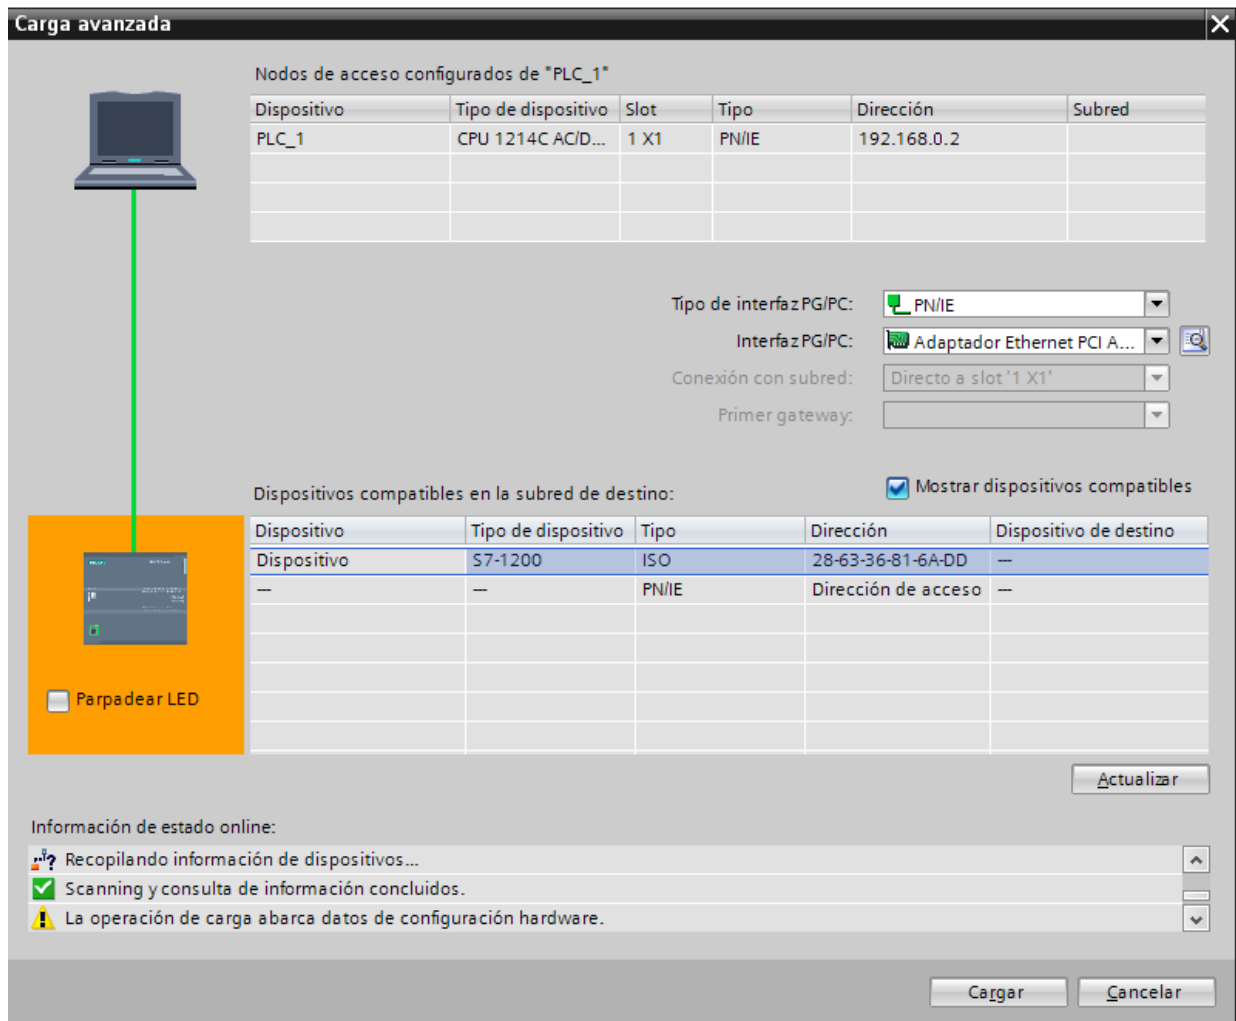 Carga avanzada
Nodos de acceso configurados de "PLC_1"
Dispositivo Tipo de dispositivo Slot Tipo Dirección Subred
PLC_1 CPU 1214C AC/D... 1 X1 PN/IE 192.168.0.2
Tipo de interfaz PG/PC: PN/IE
Interfaz PG/PC: Adaptador Ethernet PCI A...
Conexión con subred: Directo a slot '1 X1'
Primer gateway:
Dispositivos compatibles en la subred de destino: Mostrar dispositivos compatibles
Dispositivo Tipo de dispositivo Tipo Dirección Dispositivo de destino
Dispositivo S7-1200 ISO 28-63-36-81-6A-DD —
— — PN/IE Dirección de acceso —
Parpadear LED
Actualizar
Información de estado online:
Recopilando información de dispositivos...
Scanning y consulta de información concluidos.
La operación de carga abarca datos de configuración hardware.
Cargar Cancelar